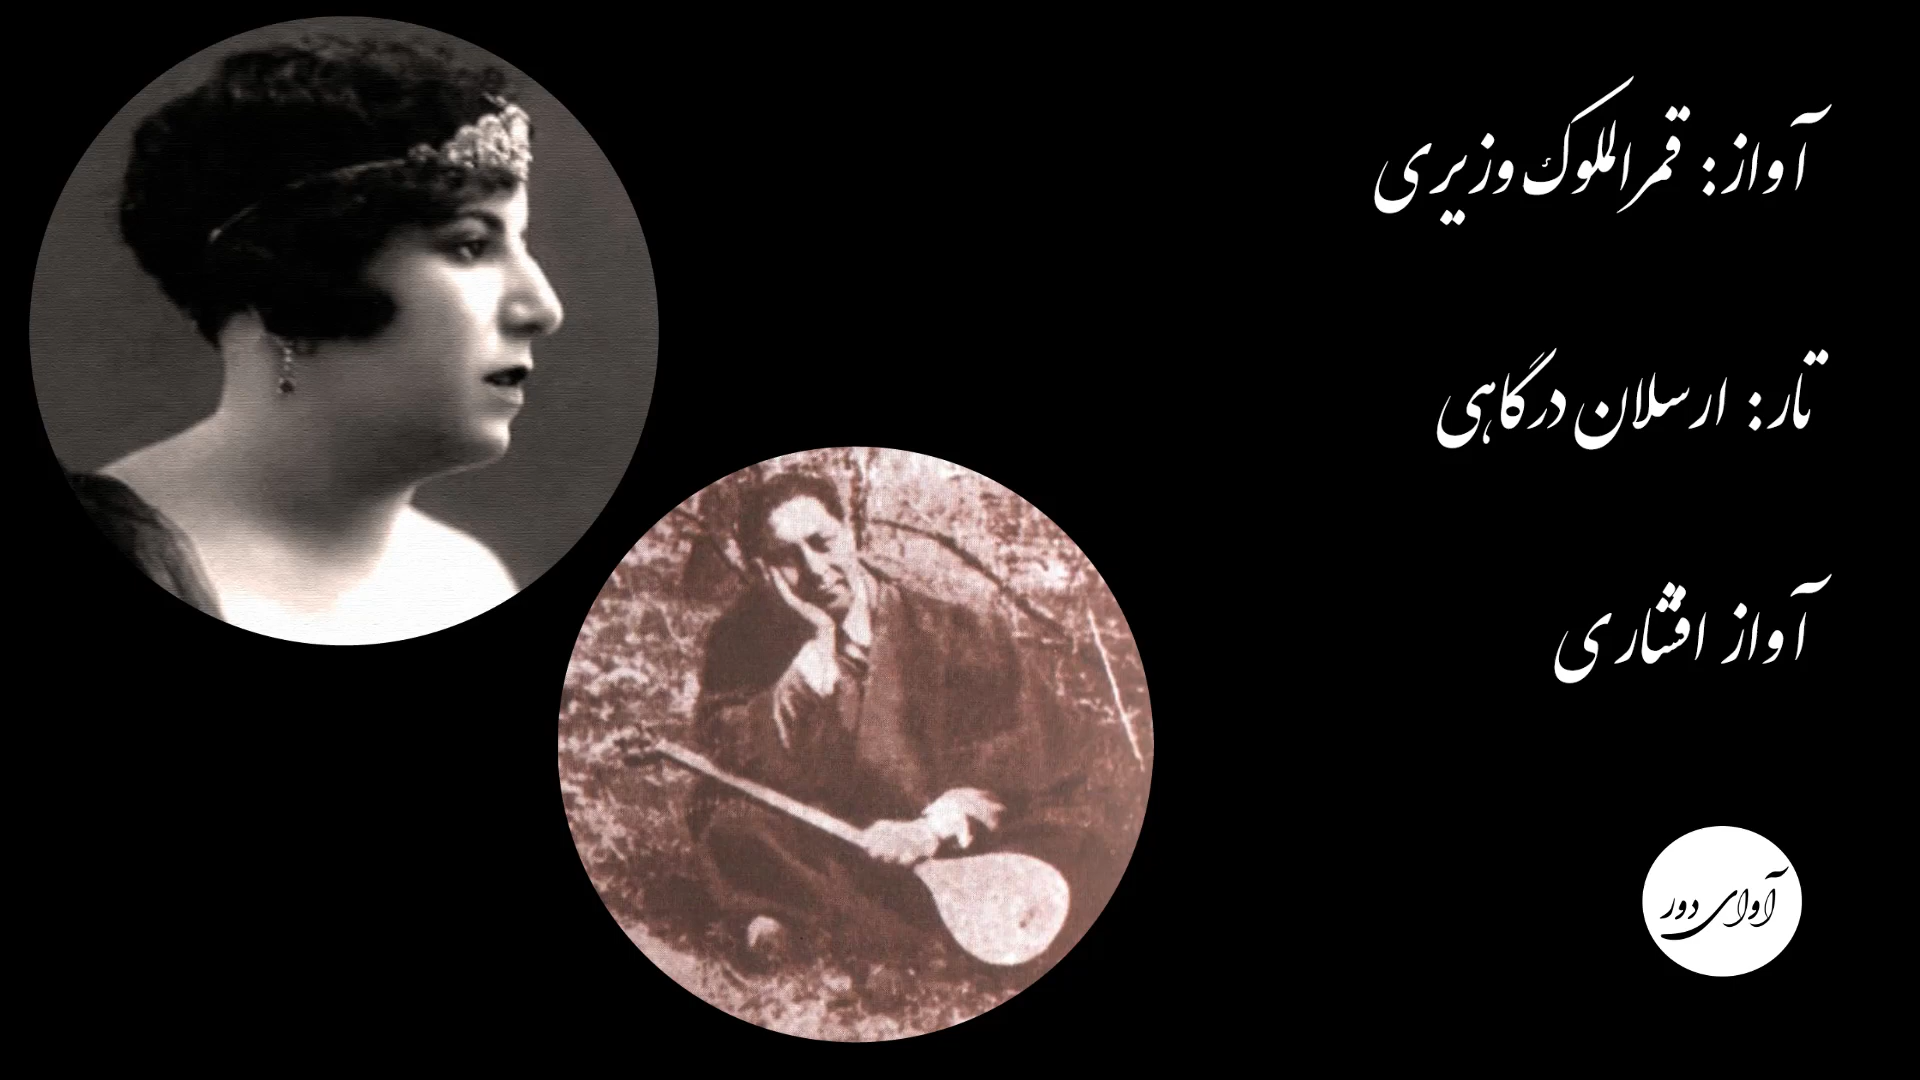 آواز: قمرالملوک وزیری
تار: ارسلان درگاهی
آواز افشاری
آوای دور